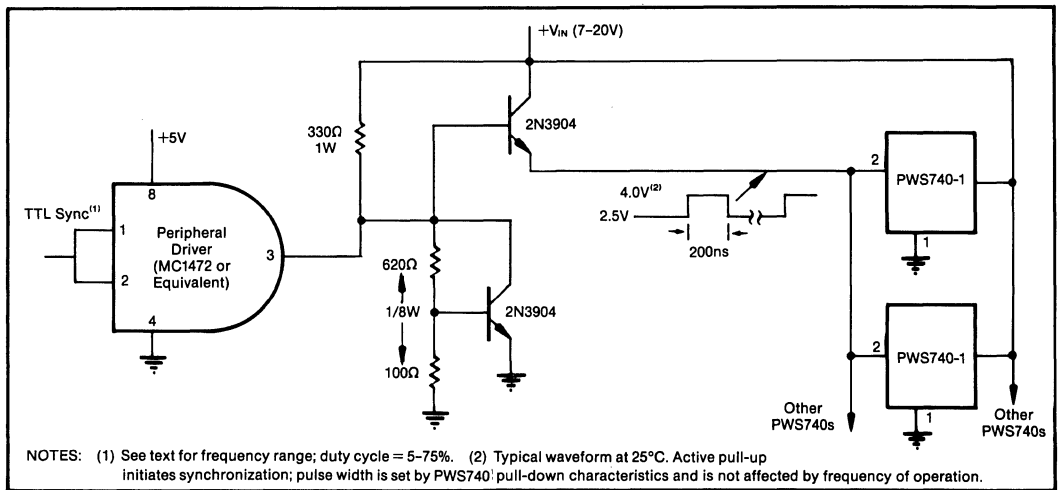 +V_IN (7–20V)
330Ω
1W
2N3904
+5V
8
TTL Sync(1)
1
2
Peripheral
Driver
(MC1472 or
Equivalent)
3
4
620Ω
1/8W
100Ω
2N3904
4.0V(2)
2.5V
200ns
2
PWS740-1
1
2
PWS740-1
1
Other
PWS740s
Other
PWS740s
NOTES: (1) See text for frequency range; duty cycle = 5–75%. (2) Typical waveform at 25°C. Active pull-up
initiates synchronization; pulse width is set by PWS740 pull-down characteristics and is not affected by frequency of operation.